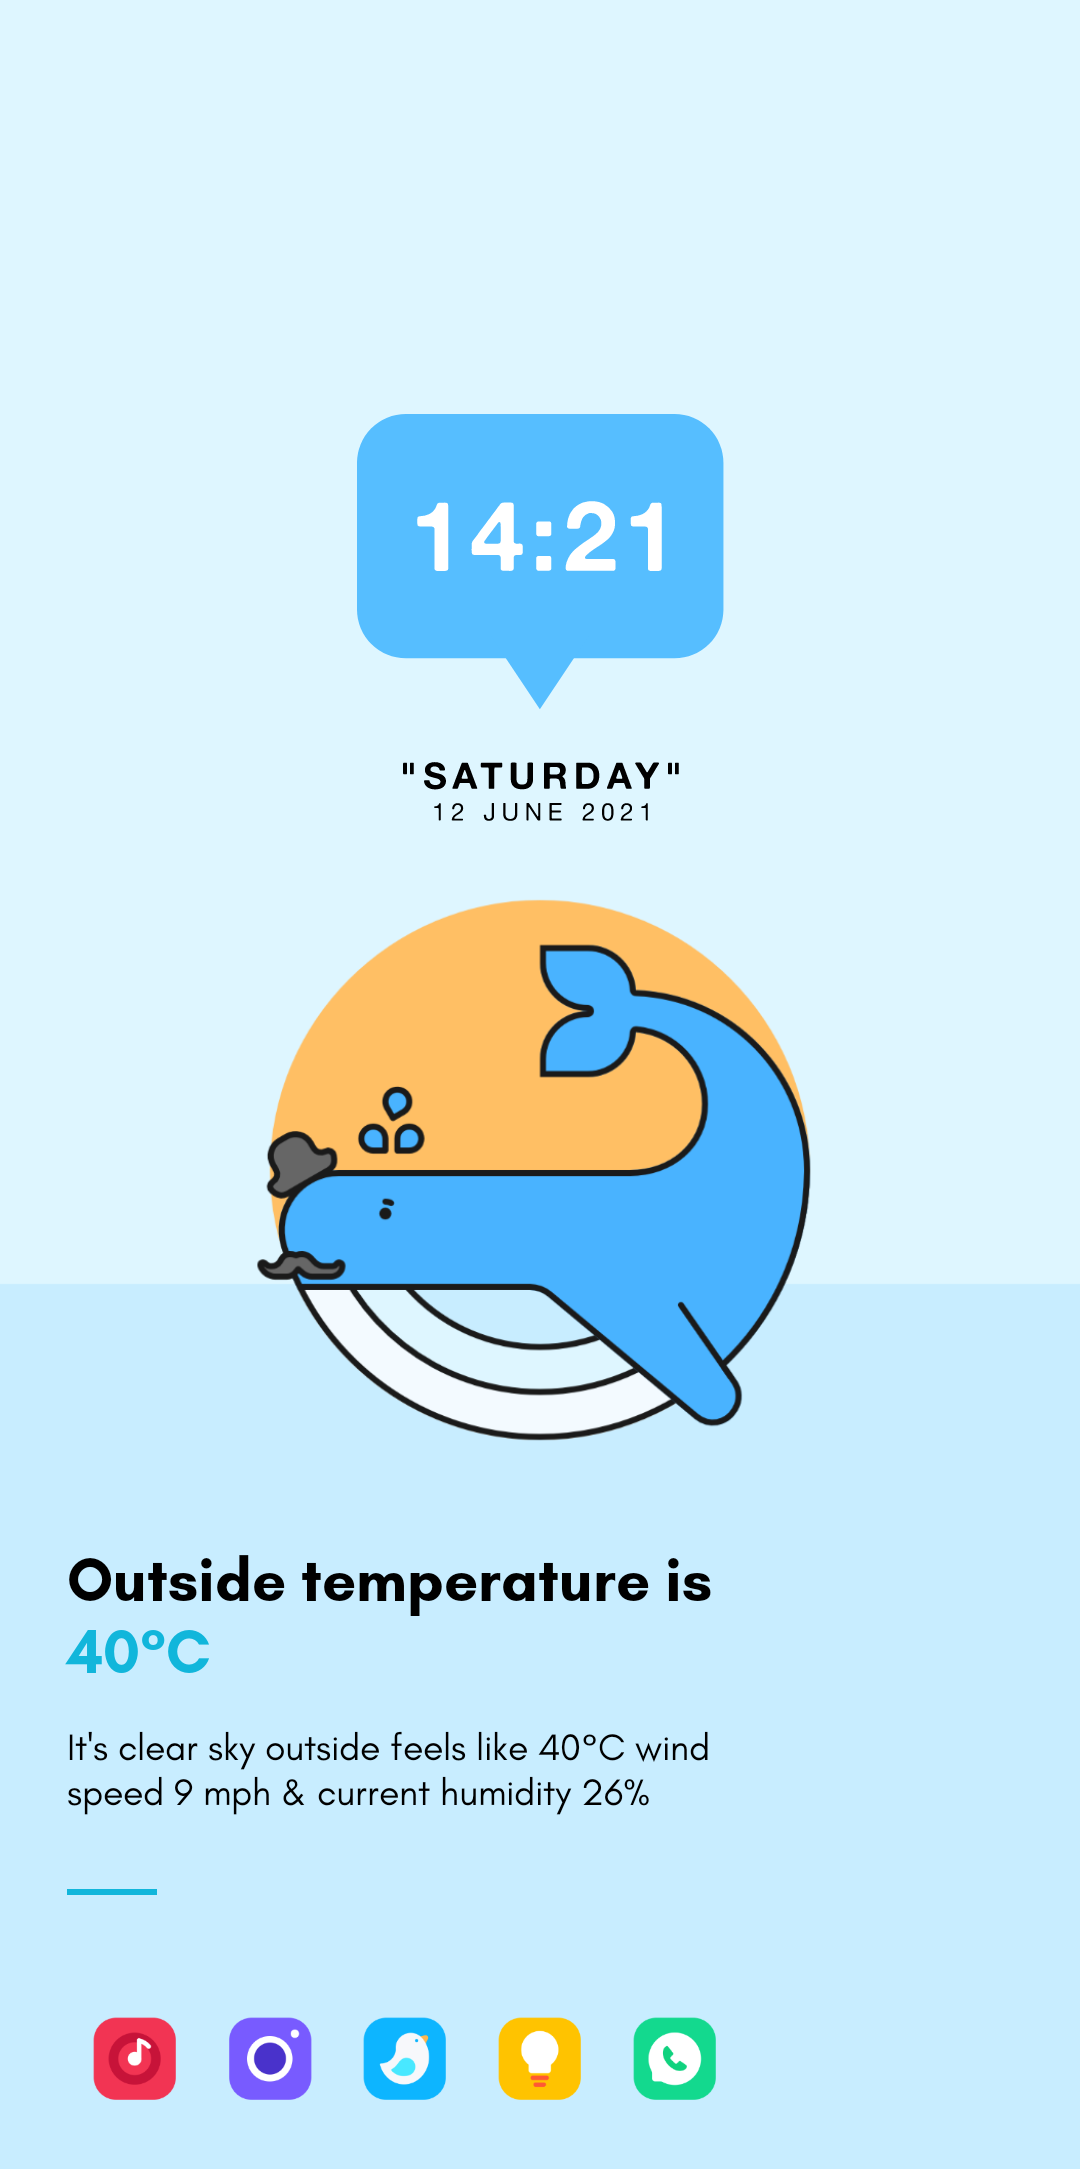 14:21
"SATURDAY"
12 JUNE 2021
Outside temperature is
40°C
It's clear sky outside feels like 40°C wind
speed 9 mph & current humidity 26%